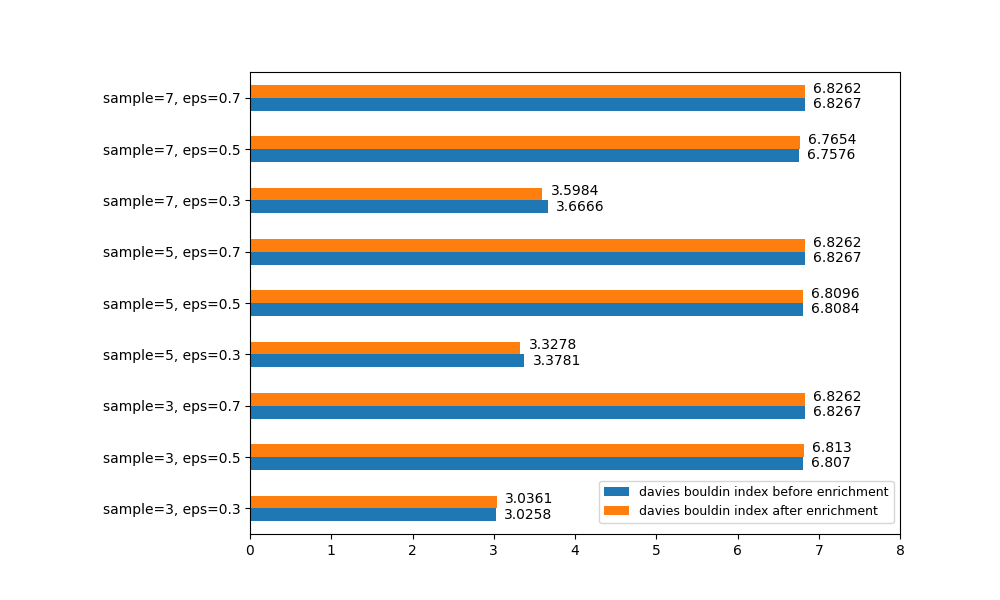 sample=7, eps=0.7
6.8262
6.8267
sample=7, eps=0.5
6.7654
6.7576
sample=7, eps=0.3
3.5984
3.6666
sample=5, eps=0.7
6.8262
6.8267
sample=5, eps=0.5
6.8096
6.8084
sample=5, eps=0.3
3.3278
3.3781
sample=3, eps=0.7
6.8262
6.8267
sample=3, eps=0.5
6.813
6.807
sample=3, eps=0.3
3.0361
3.0258
davies bouldin index before enrichment
davies bouldin index after enrichment
0 1 2 3 4 5 6 7 8